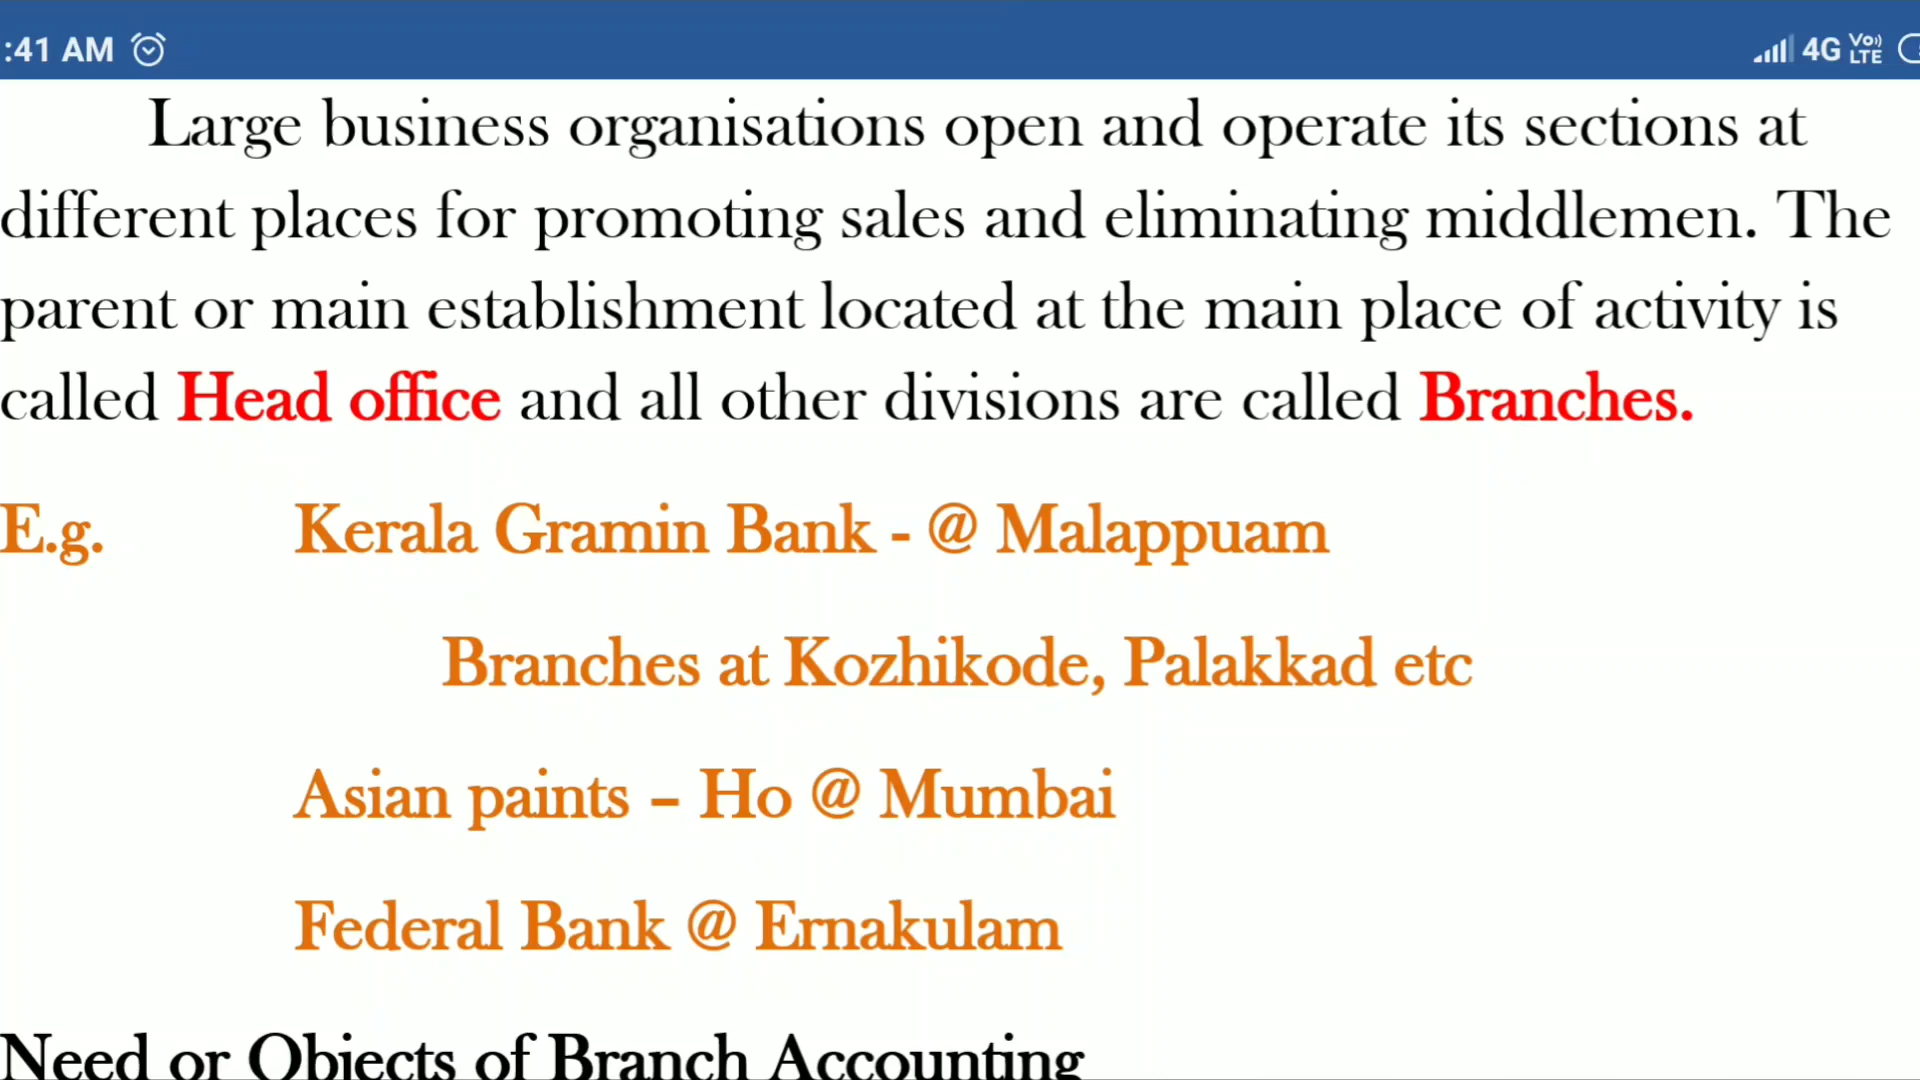 :41 AM
4G Vo)) LTE
Large business organisations open and operate its sections at
different places for promoting sales and eliminating middlemen. The
parent or main establishment located at the main place of activity is
called Head office and all other divisions are called Branches.
E.g. Kerala Gramin Bank - @ Malappuam
Branches at Kozhikode, Palakkad etc
Asian paints – Ho @ Mumbai
Federal Bank @ Ernakulam
Need or Objects of Branch Accounting